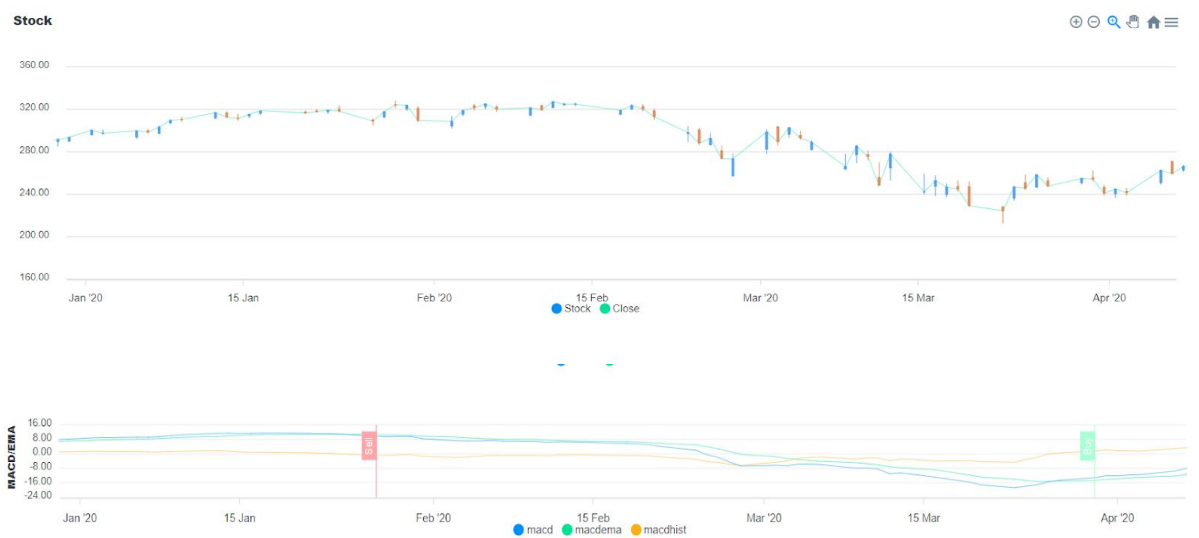 Stock
360.00
320.00
280.00
240.00
200.00
160.00
Jan '20 15 Jan Feb '20 15 Feb Mar '20 15 Mar Apr '20
Stock Close
MACD/EMA
16.00
8.00
0.00
-8.00
-16.00
-24.00
Sell
Buy
Jan '20 15 Jan Feb '20 15 Feb Mar '20 15 Mar Apr '20
macd macdema macdhist